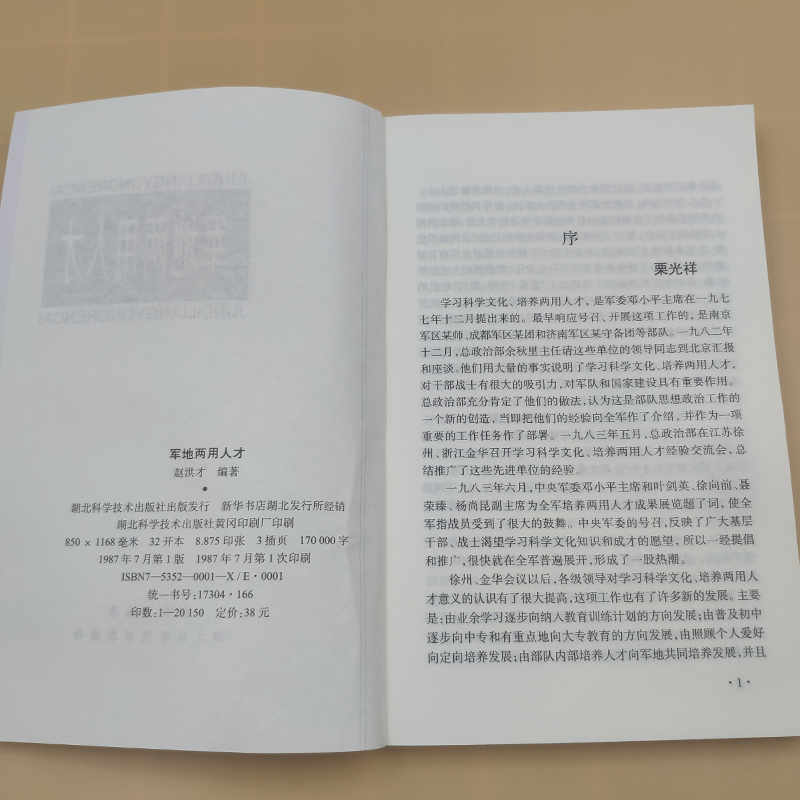 JUNDILIANGYONGRENCAI
军地两用人才
JUNDILIANGYONGRENCAI
军地两用人才
赵洪才 编著
•
湖北科学技术出版社出版发行 新华书店湖北发行所经销
湖北科学技术出版社黄冈印刷厂印刷
850×1168毫米 32开本 8.875印张 3插页 170 000字
1987年7月第1版 1987年7月第1次印刷
ISBN7—5352—0001—X/E·0001
统一书号:17304·166
印数:1—20 150 定价:38元
序
栗光祥
学习科学文化、培养两用人才，是军委邓小平主席在一九七
七年十二月提出来的。最早响应号召、开展这项工作的，是南京
军区某师、成都军区某团和济南军区某守备团等部队。一九八二年
十二月，总政治部余秋里主任请这些单位的领导同志到北京汇报
和座谈。他们用大量的事实说明了学习科学文化、培养两用人才，
对干部战士有很大的吸引力，对军队和国家建设具有重要作用。
总政治部充分肯定了他们的做法，认为这是部队思想政治工作的
一个新的创造，当即把他们的经验向全军作了介绍，并作为一项
重要的工作任务作了部署。一九八三年五月，总政治部在江苏徐
州、浙江金华召开学习科学文化、培养两用人才经验交流会，总
结推广了这些先进单位的经验。
一九八三年六月，中央军委邓小平主席和叶剑英、徐向前、聂
荣臻、杨尚昆副主席为全军培养两用人才成果展览题了词，使全
军指战员受到了很大的鼓舞。中央军委的号召，反映了广大基层
干部、战士渴望学习科学文化知识和成才的愿望，所以一经提倡
和推广，很快就在全军普遍展开，形成了一股热潮。
徐州、金华会议以后，各级领导对学习科学文化、培养两用人
才意义的认识有了很大提高，这项工作也有了许多新的发展。主要
是:由业余学习逐步向纳入教育训练计划的方向发展;由普及初中
逐步向中专和有重点地向大专教育的方向发展，由照顾个人爱好
向定向培养发展;由部队内部培养人才向军地共同培养发展，并且
·1·